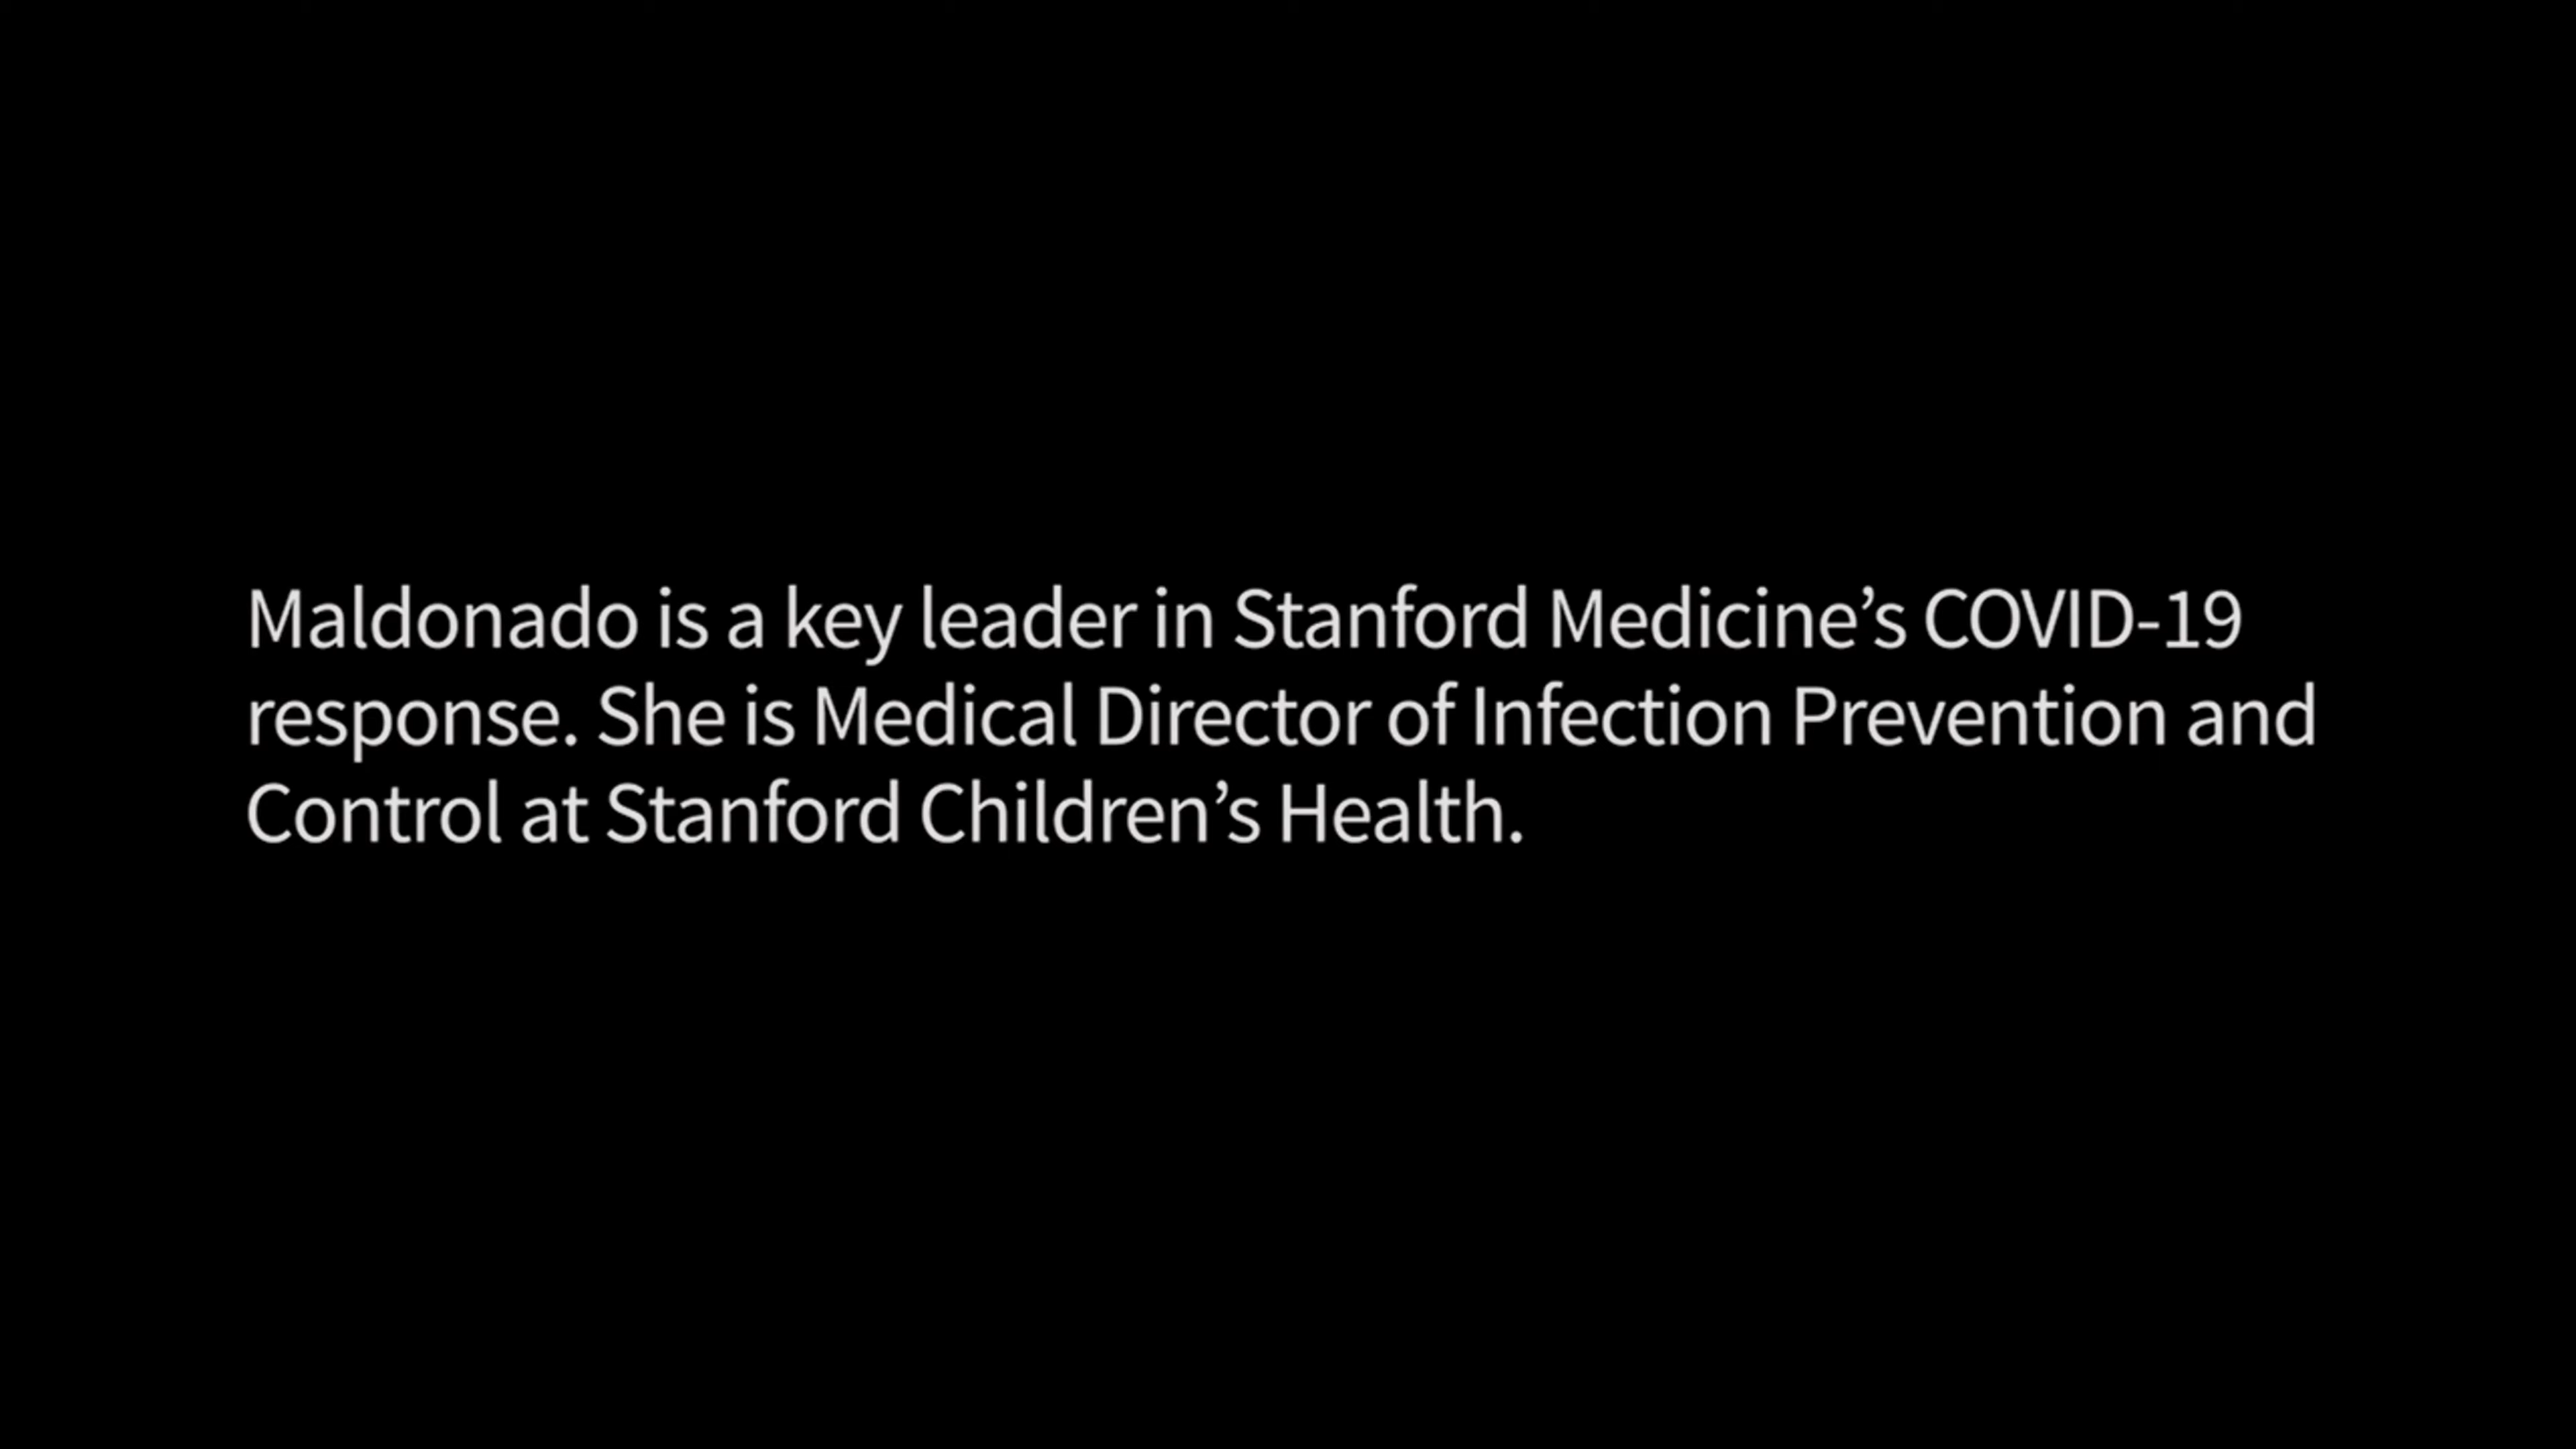 Maldonado is a key leader in Stanford Medicine’s COVID-19
response. She is Medical Director of Infection Prevention and
Control at Stanford Children’s Health.